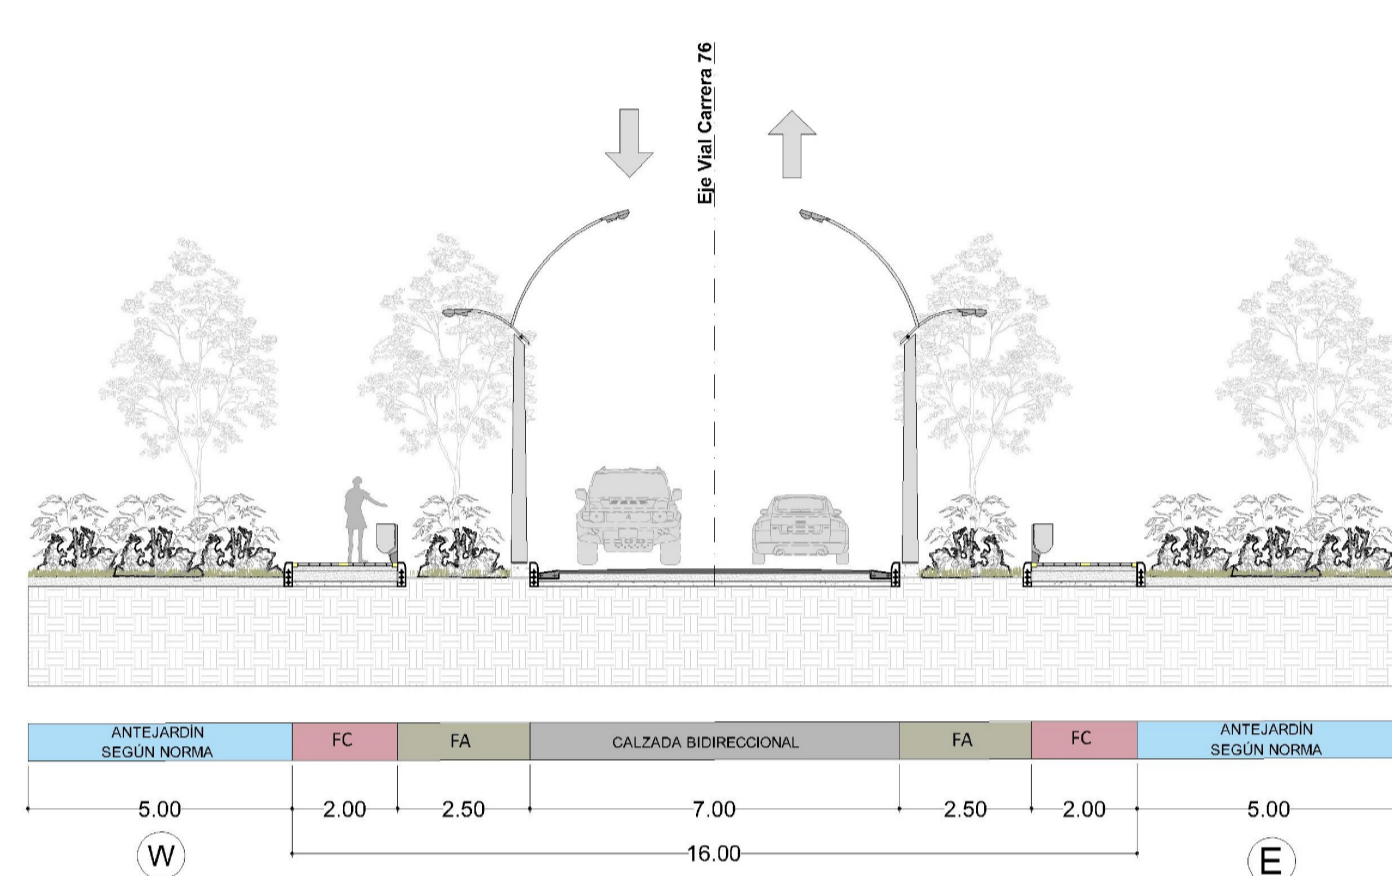 Eje Vial Carrera 76
ANTEJARDÍN
SEGÚN NORMA
FC
FA
CALZADA BIDIRECCIONAL
FA
FC
ANTEJARDÍN
SEGÚN NORMA
5.00
2.00
2.50
7.00
2.50
2.00
5.00
W
16.00
E